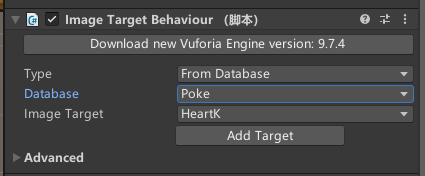 Image Target Behaviour （脚本）
Download new Vuforia Engine version: 9.7.4
Type From Database
Database Poke
Image Target HeartK
Add Target
Advanced